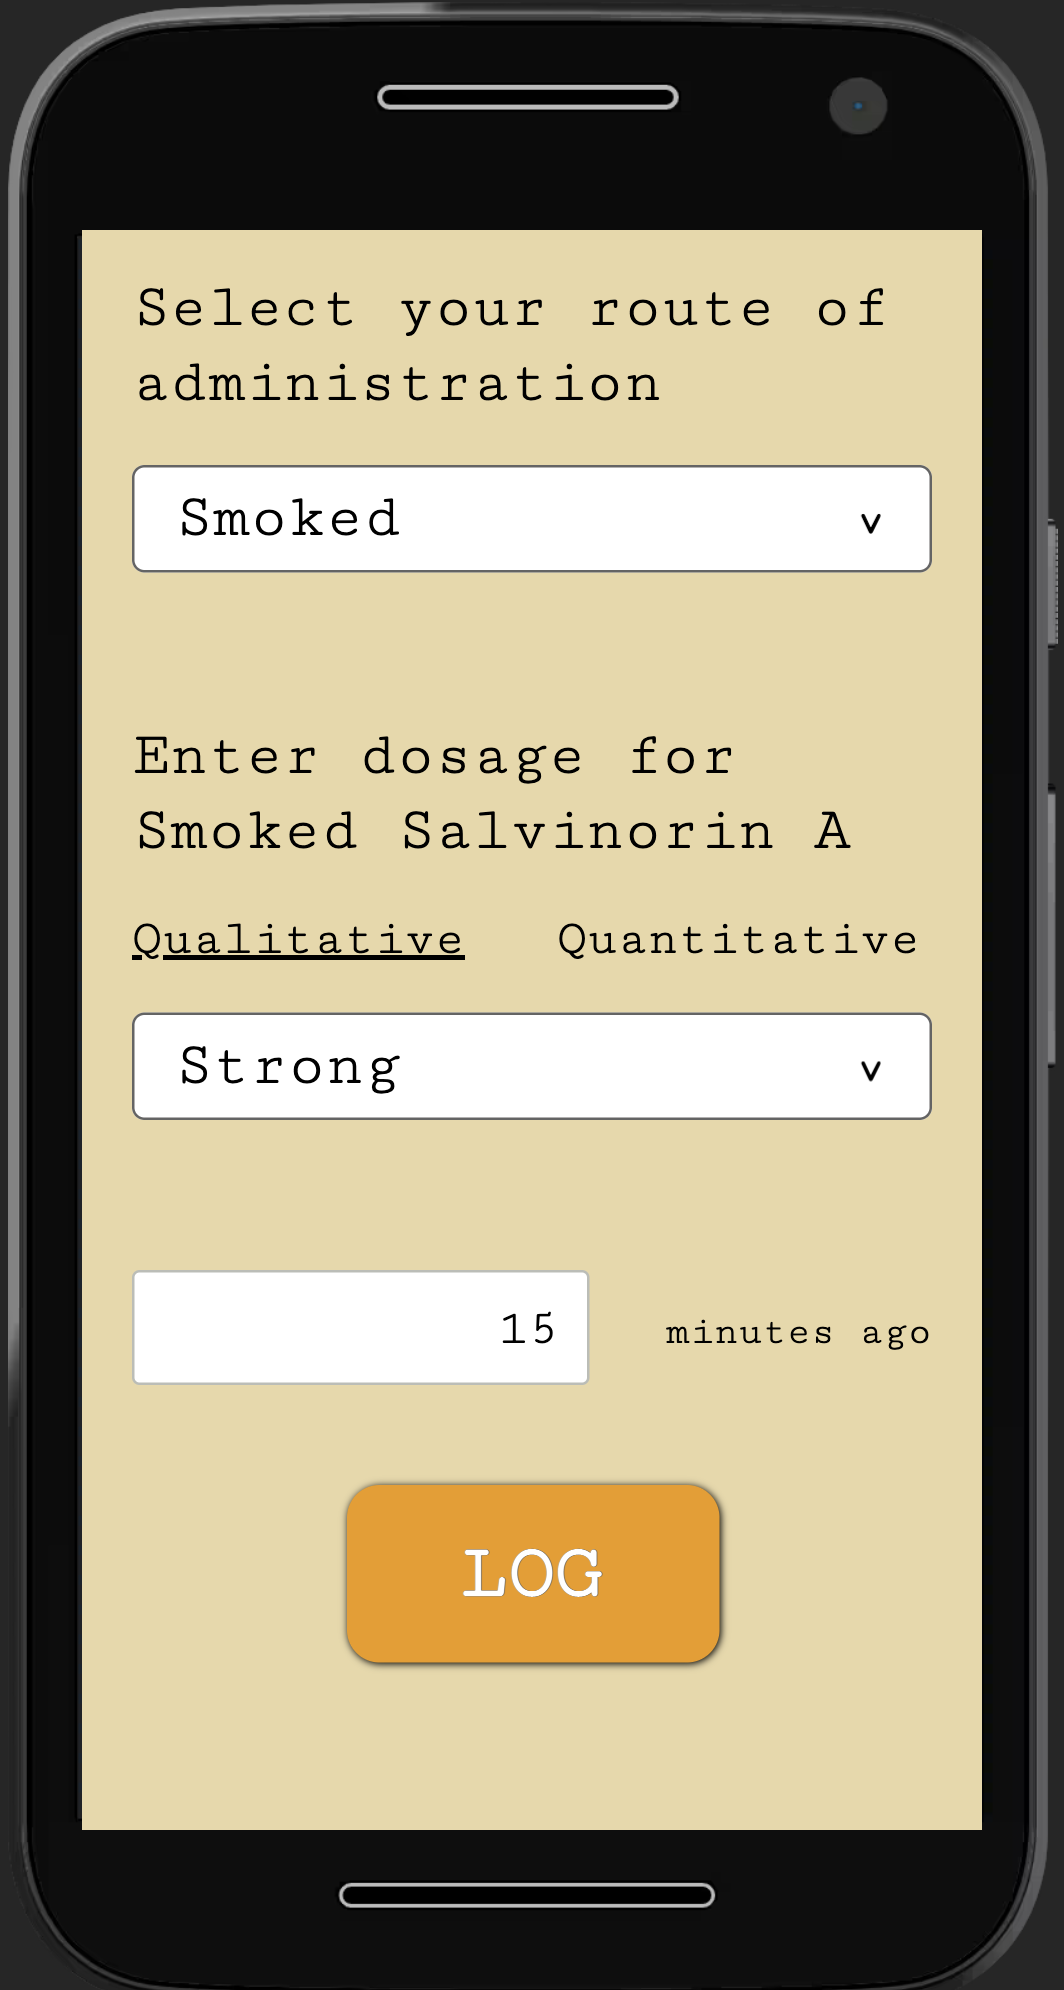 Select your route of
administration
Smoked v
Enter dosage for
Smoked Salvinorin A
Qualitative Quantitative
Strong v
15 minutes ago
LOG